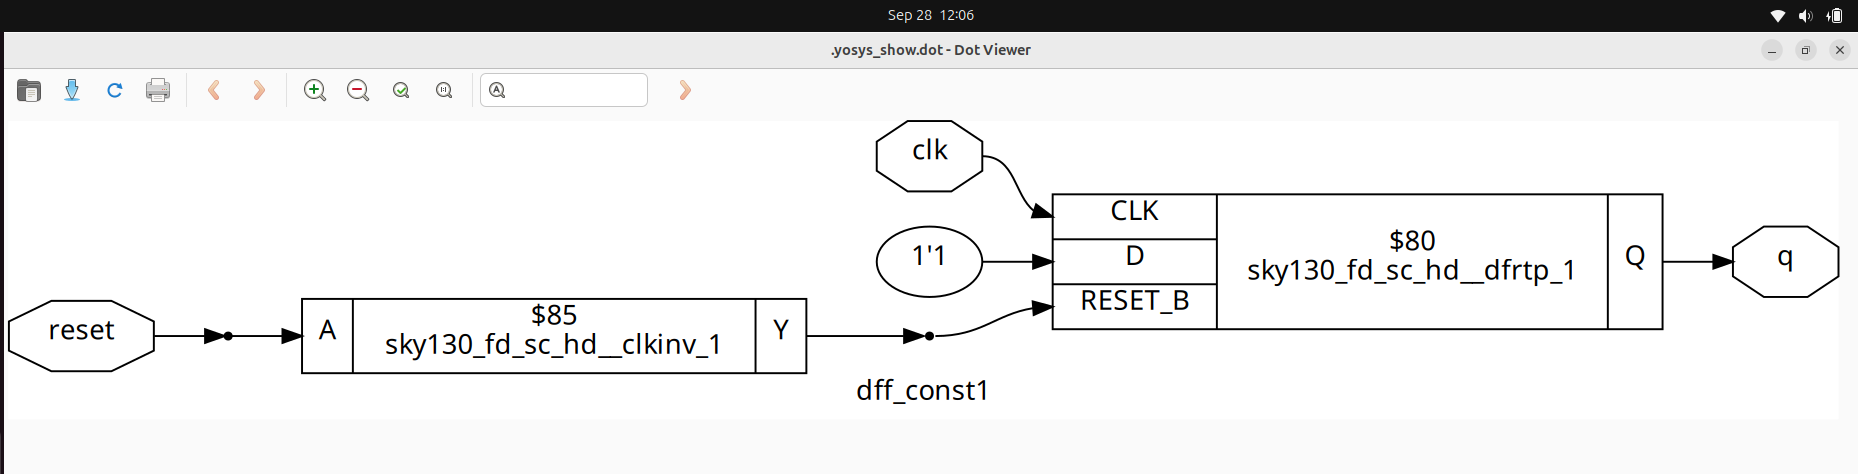 Sep 28 12:06
.yosys_show.dot - Dot Viewer
clk
CLK
1'1
D
$80
sky130_fd_sc_hd__dfrtp_1
Q
q
RESET_B
reset
A
$85
sky130_fd_sc_hd__clkinv_1
Y
dff_const1